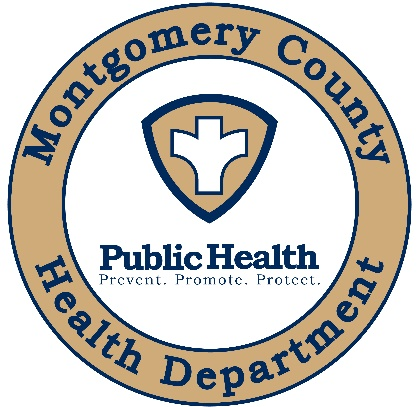 Montgomery County
Public Health
Prevent. Promote. Protect.
Health Department